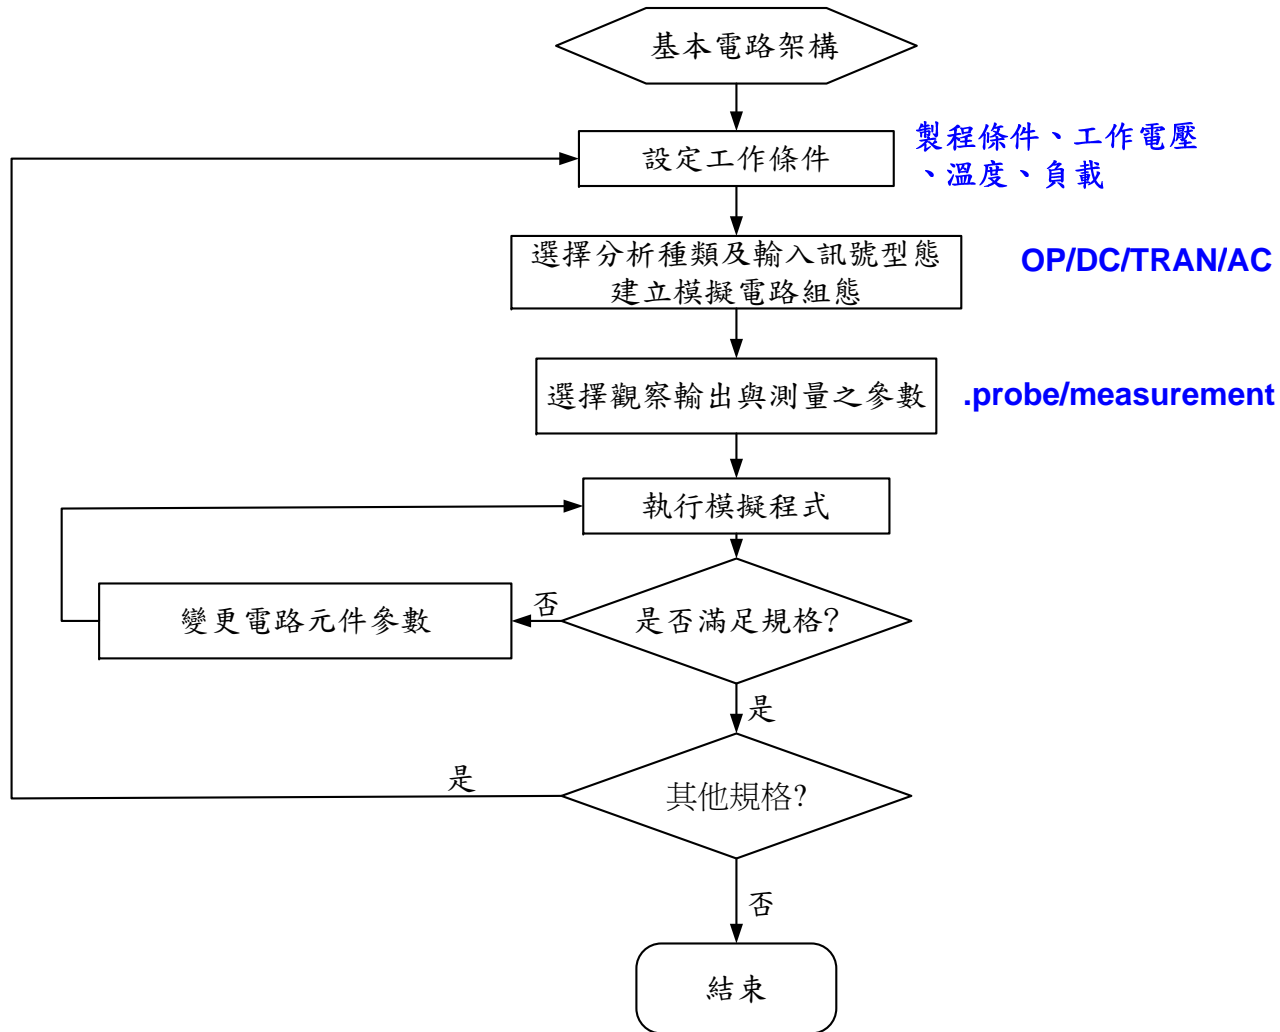 基本電路架構
設定工作條件
製程條件、工作電壓
、溫度、負載
選擇分析種類及輸入訊號型態
建立模擬電路組態
OP/DC/TRAN/AC
選擇觀察輸出與測量之參數
.probe/measurement
執行模擬程式
變更電路元件參數
否
是否滿足規格?
是
是
其他規格?
否
結束